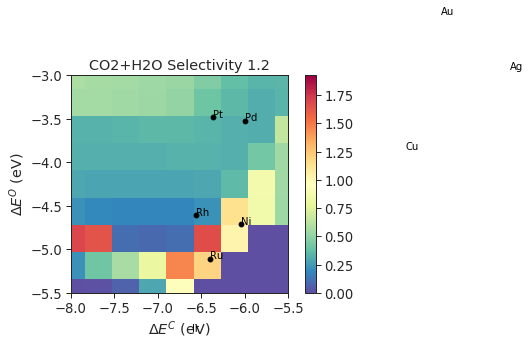 Au
CO2+H2O Selectivity 1.2
Ag
−3.0
−3.5
−4.0
−4.5
−5.0
−5.5
ΔE^O (eV)
Pt
Pd
Cu
Rh
Ni
Ru
1.75
1.50
1.25
1.00
0.75
0.50
0.25
0.00
−8.0 −7.5 −7.0 −6.5 −6.0 −5.5
ΔE^C (eV)
Ir